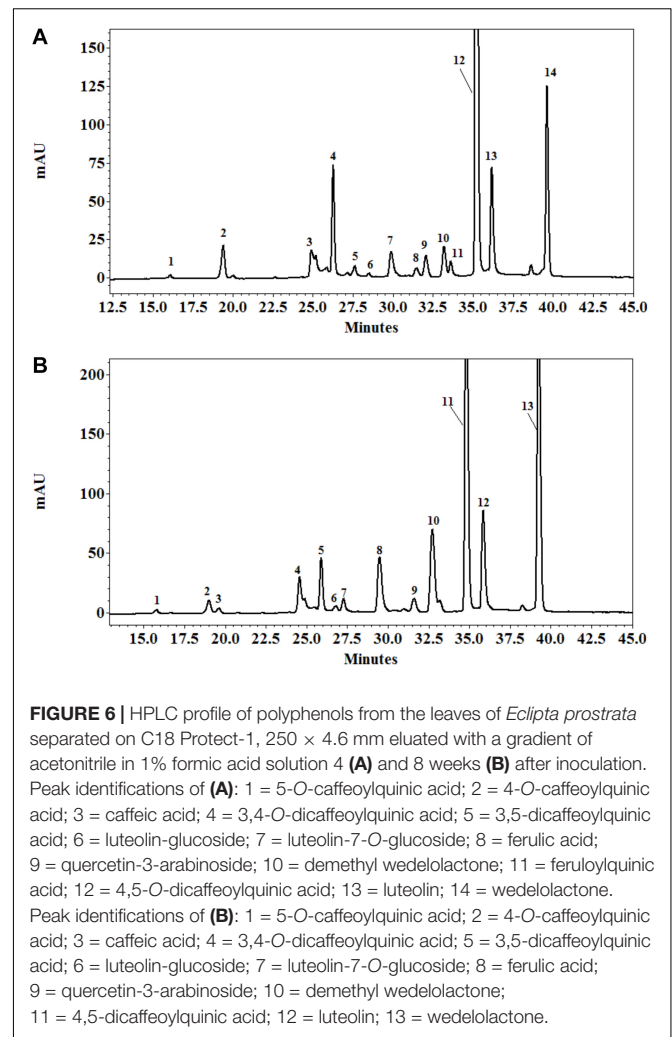 A
150
125
100
75
50
25
0
mAU
1
2
3
4
5
6
7
8
9
10
11
12
13
14
12.5 15.0 17.5 20.0 22.5 25.0 27.5 30.0 32.5 35.0 37.5 40.0 42.5 45.0
Minutes
B
200
150
100
50
0
mAU
1
2
3
4
5
6
7
8
9
10
11
12
13
15.0 17.5 20.0 22.5 25.0 27.5 30.0 32.5 35.0 37.5 40.0 42.5 45.0
Minutes
FIGURE 6 | HPLC profile of polyphenols from the leaves of Eclipta prostrata
separated on C18 Protect-1, 250 × 4.6 mm eluated with a gradient of
acetonitrile in 1% formic acid solution 4 (A) and 8 weeks (B) after inoculation.
Peak identifications of (A): 1 = 5-O-caffeoylquinic acid; 2 = 4-O-caffeoylquinic
acid; 3 = caffeic acid; 4 = 3,4-O-dicaffeoylquinic acid; 5 = 3,5-dicaffeoylquinic
acid; 6 = luteolin-glucoside; 7 = luteolin-7-O-glucoside; 8 = ferulic acid;
9 = quercetin-3-arabinoside; 10 = demethyl wedelolactone; 11 = feruloylquinic
acid; 12 = 4,5-O-dicaffeoylquinic acid; 13 = luteolin; 14 = wedelolactone.
Peak identifications of (B): 1 = 5-O-caffeoylquinic acid; 2 = 4-O-caffeoylquinic
acid; 3 = caffeic acid; 4 = 3,4-O-dicaffeoylquinic acid; 5 = 3,5-dicaffeoylquinic
acid; 6 = luteolin-glucoside; 7 = luteolin-7-O-glucoside; 8 = ferulic acid;
9 = quercetin-3-arabinoside; 10 = demethyl wedelolactone;
11 = 4,5-dicaffeoylquinic acid; 12 = luteolin; 13 = wedelolactone.